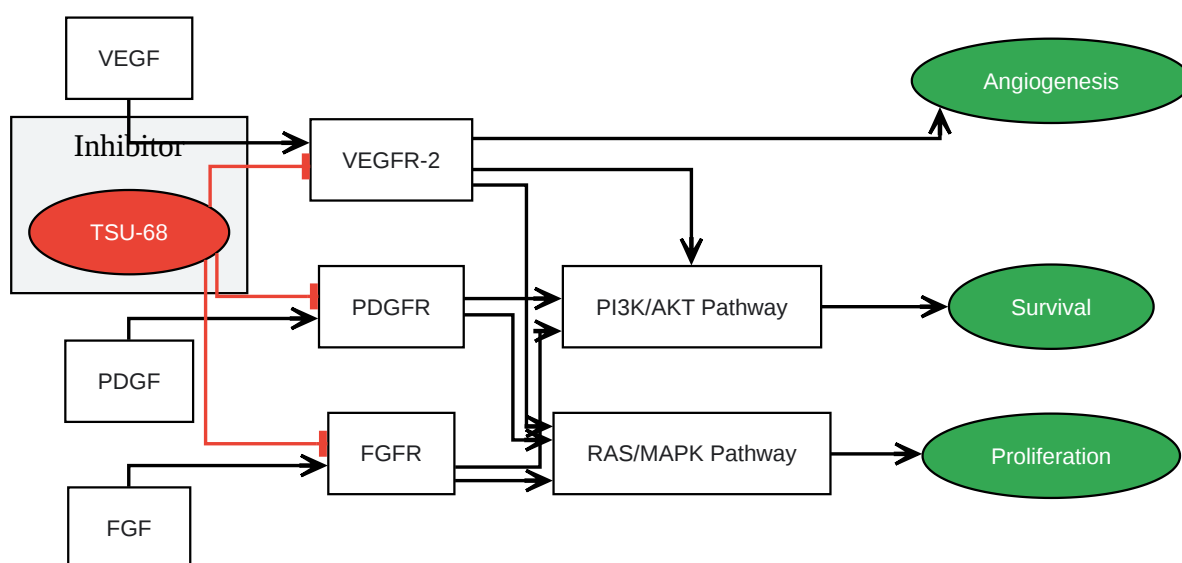 VEGF
Angiogenesis
Inhibitor
VEGFR-2
TSU-68
PDGFR
PI3K/AKT Pathway
Survival
PDGF
FGFR
RAS/MAPK Pathway
Proliferation
FGF